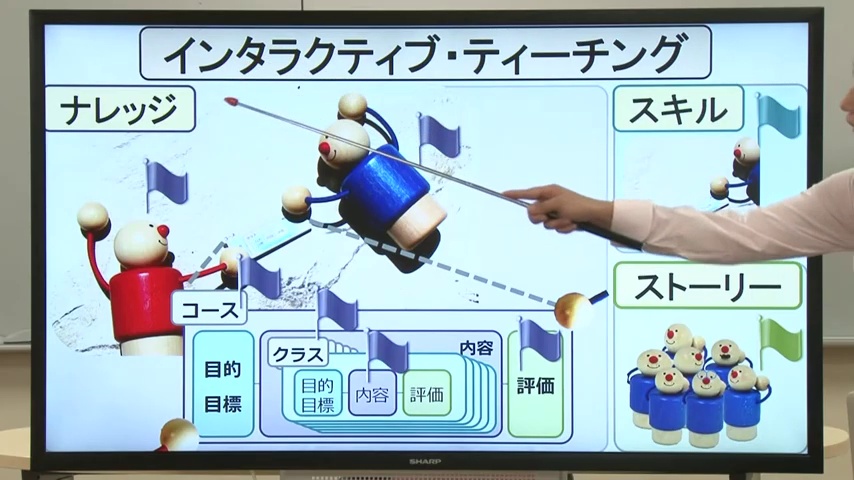 インタラクティブ・ティーチング
ナレッジ
スキル
ストーリー
コース
目的
目標
クラス
内容
目的
目標
内容
評価
評価
SHARP